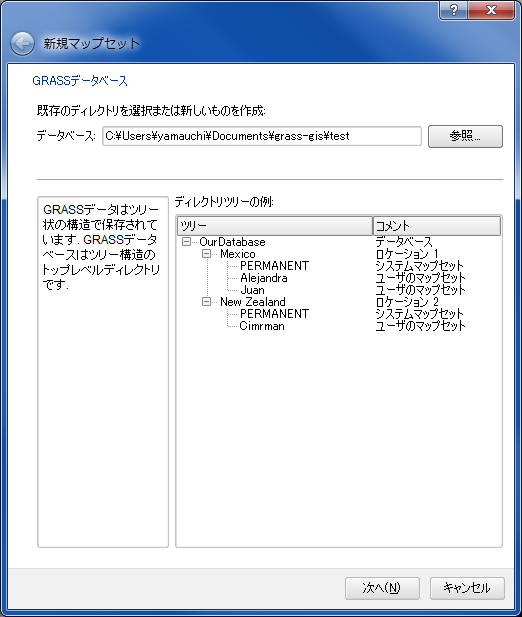 新規マップセット
GRASSデータベース
既存のディレクトリを選択または新しいものを作成:
データベース: C:¥Users¥yamauchi¥Documents¥grass-gis¥test 参照...
GRASSデータはツリー
状の構造で保存されて
います. GRASSデータ
ベースはツリー構造の
トップレベルディレクトリ
です.
ディレクトリツリーの例:
ツリー コメント
OurDatabase データベース
Mexico ロケーション 1
PERMANENT システムマップセット
Alejandra ユーザのマップセット
Juan ユーザのマップセット
New Zealand ロケーション 2
PERMANENT システムマップセット
Cimrman ユーザのマップセット
次へ(N) キャンセル